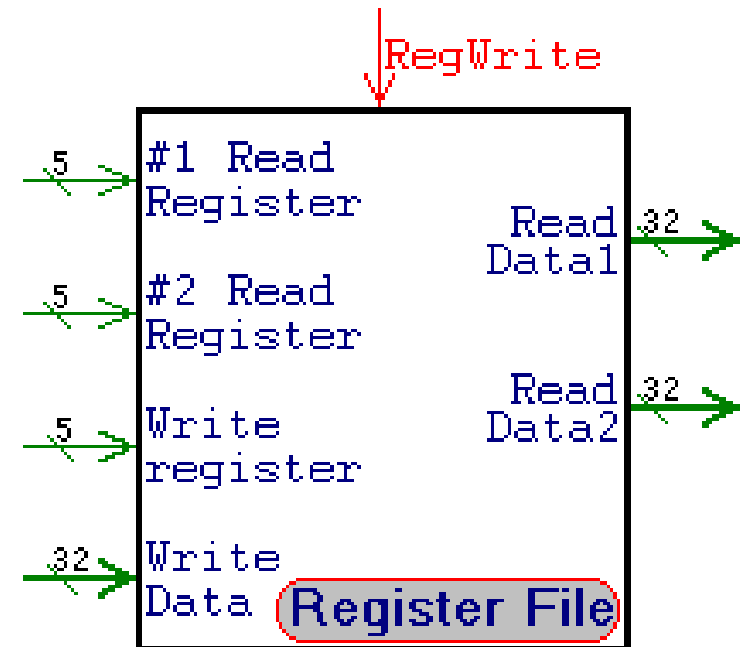 RegWrite
5
#1 Read
Register
Read
Data1
32
5
#2 Read
Register
Read
Data2
32
5
Write
register
32
Write
Data
Register File